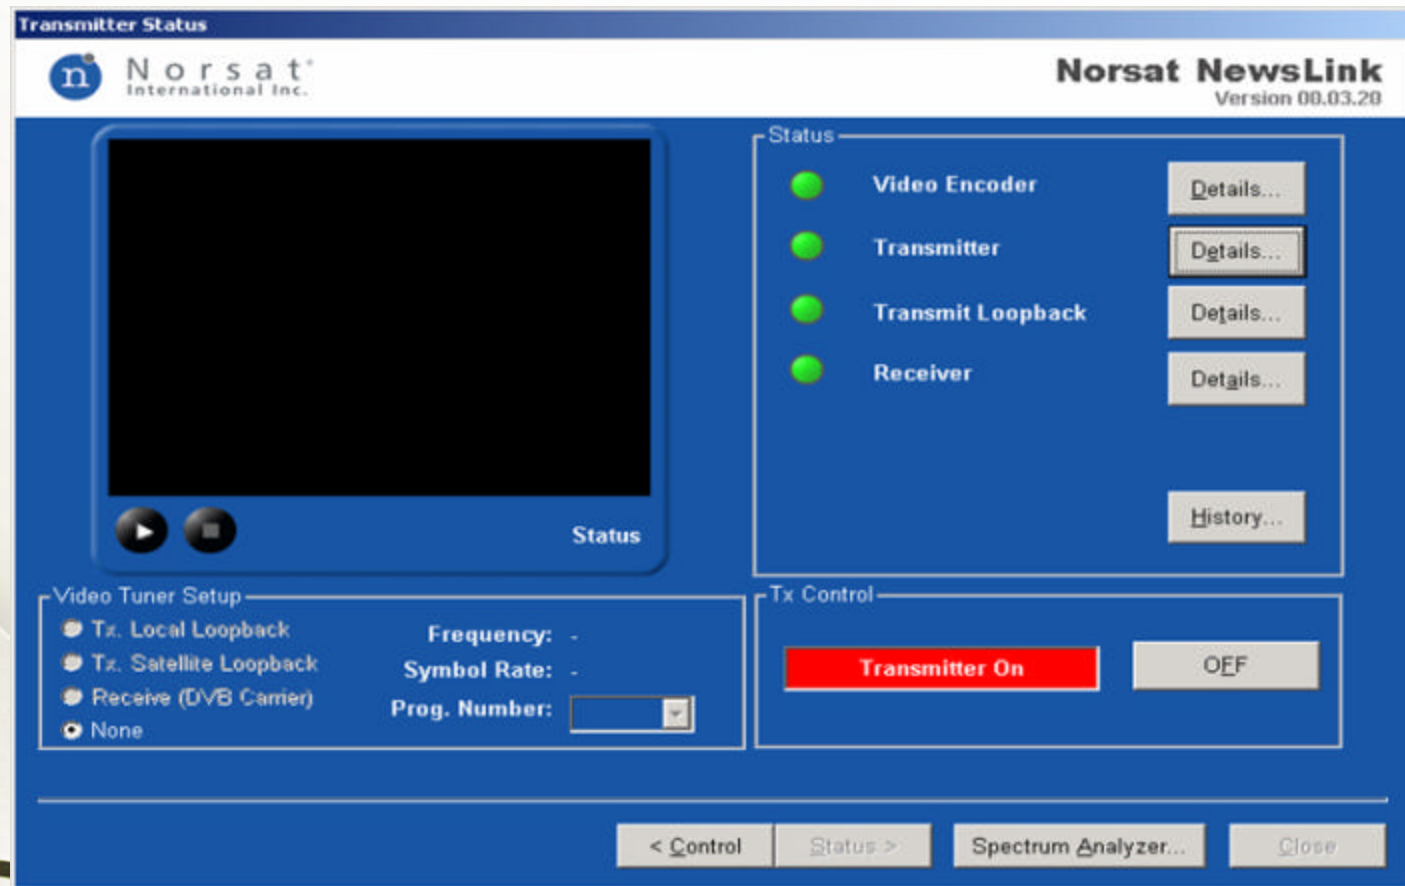 Transmitter Status
n
Norsat
International Inc.
Norsat NewsLink
Version 00.03.20
Status
Video Encoder
Details...
Transmitter
Details...
Transmit Loopback
Details...
Receiver
Details...
History...
Status
Video Tuner Setup
Tx. Local Loopback
Tx. Satellite Loopback
Receive (DVB Carrier)
None
Frequency: -
Symbol Rate: -
Prog. Number:
Tx Control
Transmitter On
OFF
< Control
Status >
Spectrum Analyzer...
Close